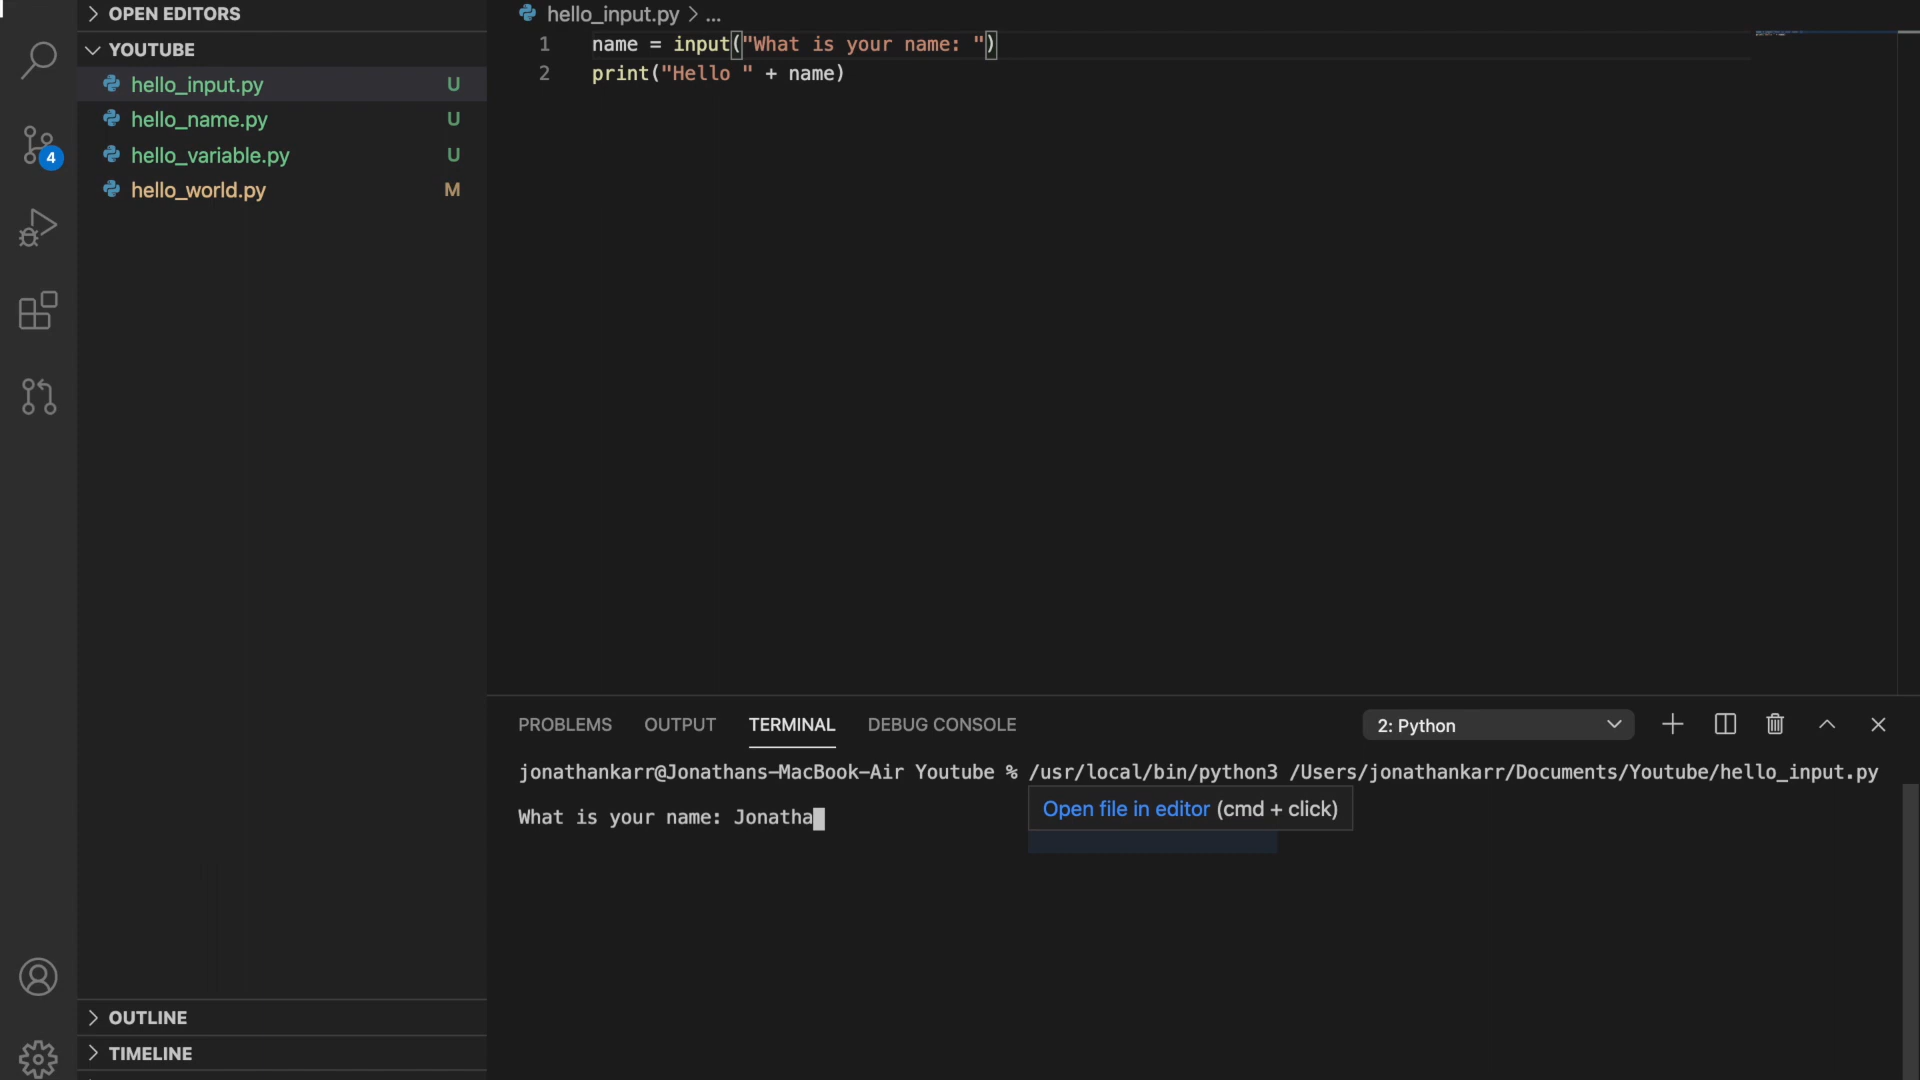 OPEN EDITORS
YOUTUBE
hello_input.py U
hello_name.py U
hello_variable.py U
hello_world.py M
4
hello_input.py > ...
1 name = input("What is your name: ")
2 print("Hello " + name)
PROBLEMS OUTPUT TERMINAL DEBUG CONSOLE 2: Python
jonathankarr@Jonathans-MacBook-Air Youtube % /usr/local/bin/python3 /Users/jonathankarr/Documents/Youtube/hello_input.py
Open file in editor (cmd + click)
What is your name: Jonatha
OUTLINE
TIMELINE